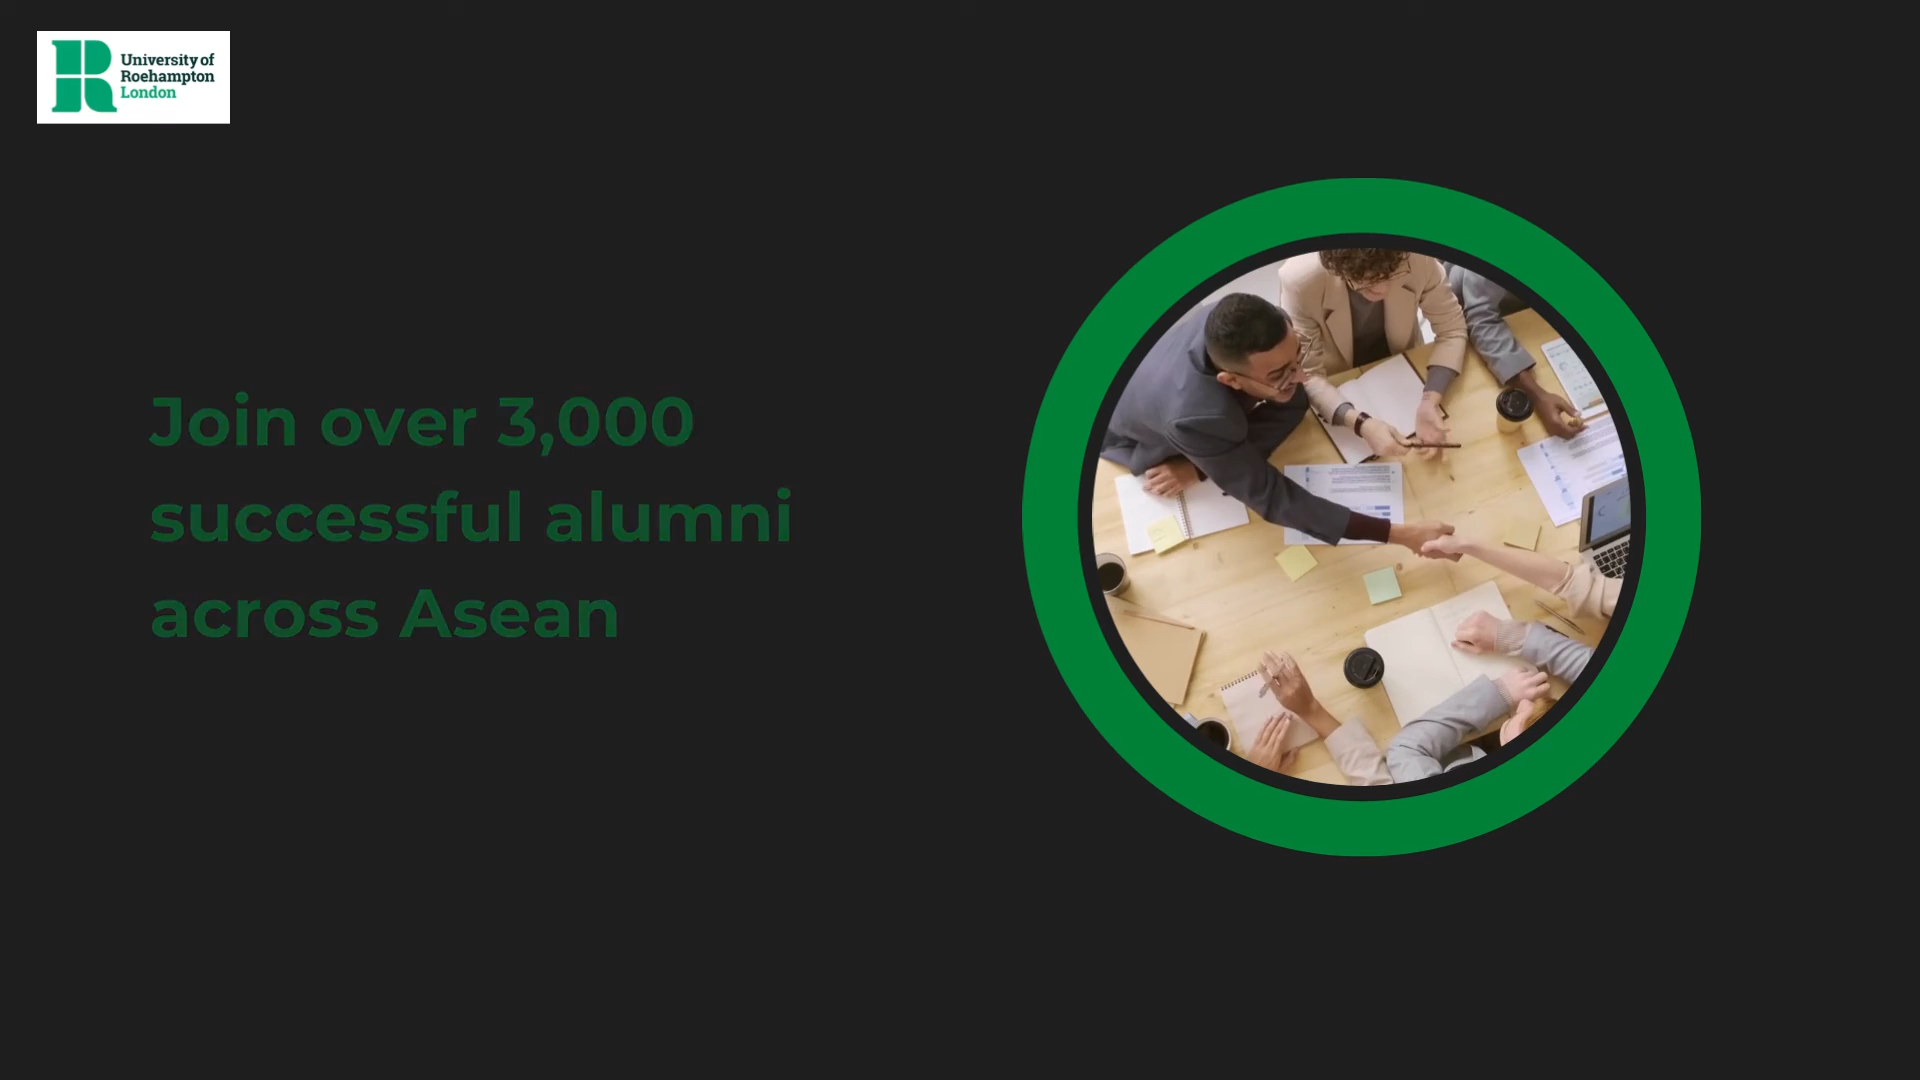 University of
Roehampton
London
Join over 3,000
successful alumni
across Asean